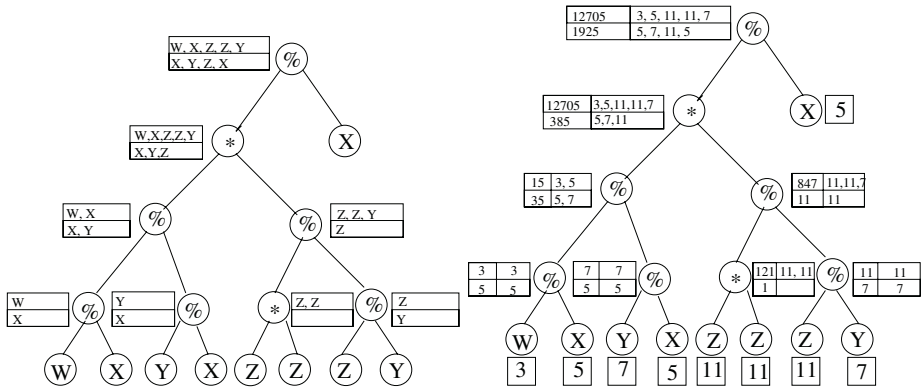 W, X, Z, Z, Y
X, Y, Z, X
%
W,X,Z,Z,Y
X,Y,Z
*
X
W, X
X, Y
%
%
Z, Z, Y
Z
W
X
%
Y
X
%
*
Z, Z
%
Z
Y
W X Y X Z Z Z Y
12705 3, 5, 11, 11, 7
1925 5, 7, 11, 5
%
12705 3,5,11,11,7
385 5,7,11
*
X 5
15 3, 5
35 5, 7
%
%
847 11,11,7
11 11
3 3
5 5
%
7 7
5 5
%
*
121 11, 11
1
%
11 11
7 7
W X Y X Z Z Z Y
3 5 7 5 11 11 11 7